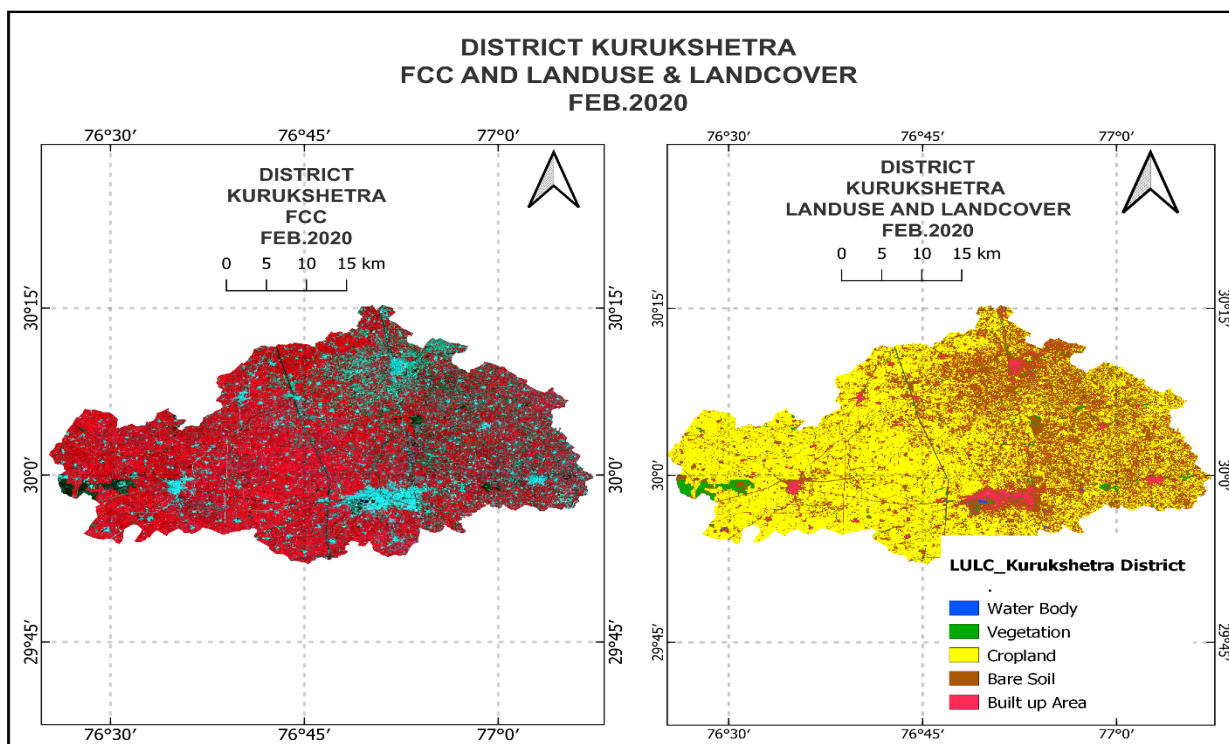 DISTRICT KURUKSHETRA
FCC AND LANDUSE & LANDCOVER
FEB.2020
76°30′ 76°45′ 77°0′
DISTRICT
KURUKSHETRA
FCC
FEB.2020
0 5 10 15 km
30°15′ 30°15′
30°0′ 30°0′
29°45′ 29°45′
76°30′ 76°45′ 77°0′
76°30′ 76°45′ 77°0′
DISTRICT
KURUKSHETRA
LANDUSE AND LANDCOVER
FEB.2020
0 5 10 15 km
30°15′ 30°15′
30°0′ 30°0′
29°45′ 29°45′
LULC_Kurukshetra District
.
Water Body
Vegetation
Cropland
Bare Soil
Built up Area
76°30′ 76°45′ 77°0′